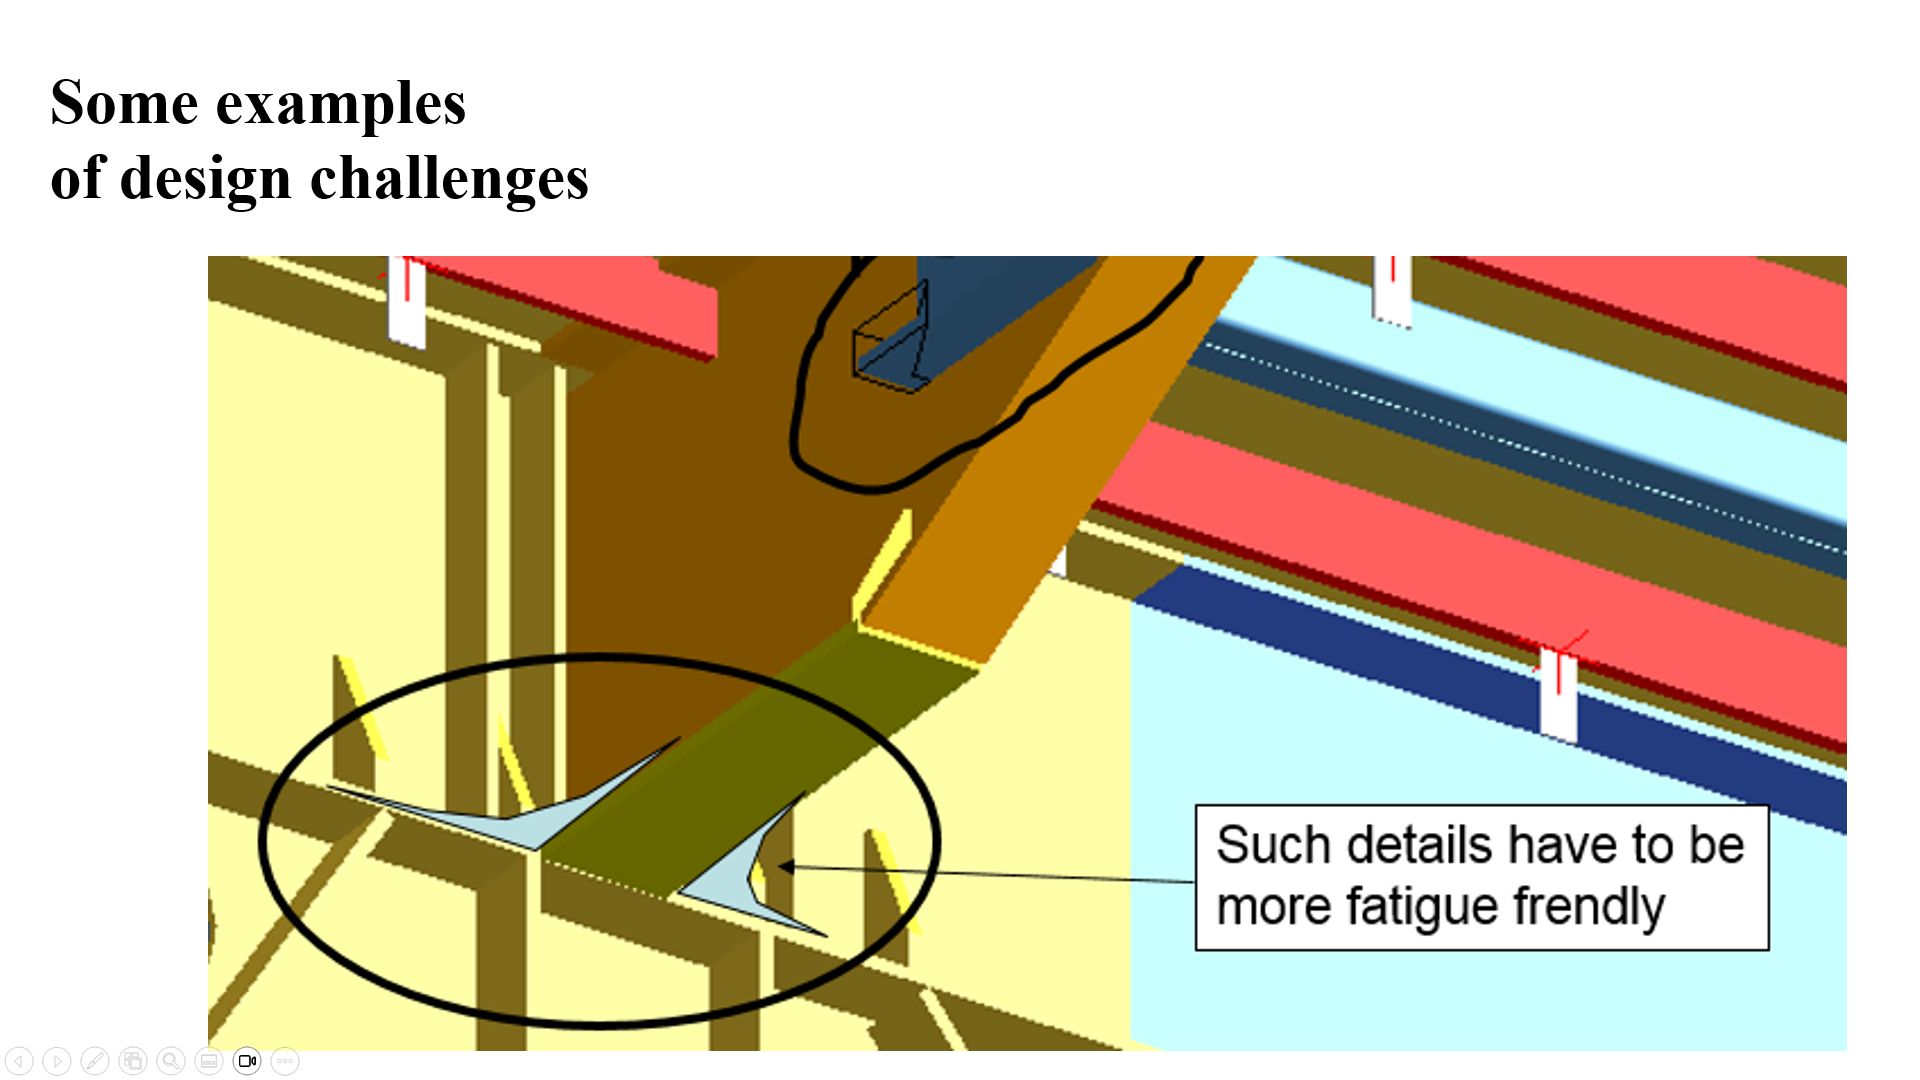 Some examples
of design challenges
Such details have to be
more fatigue frendly